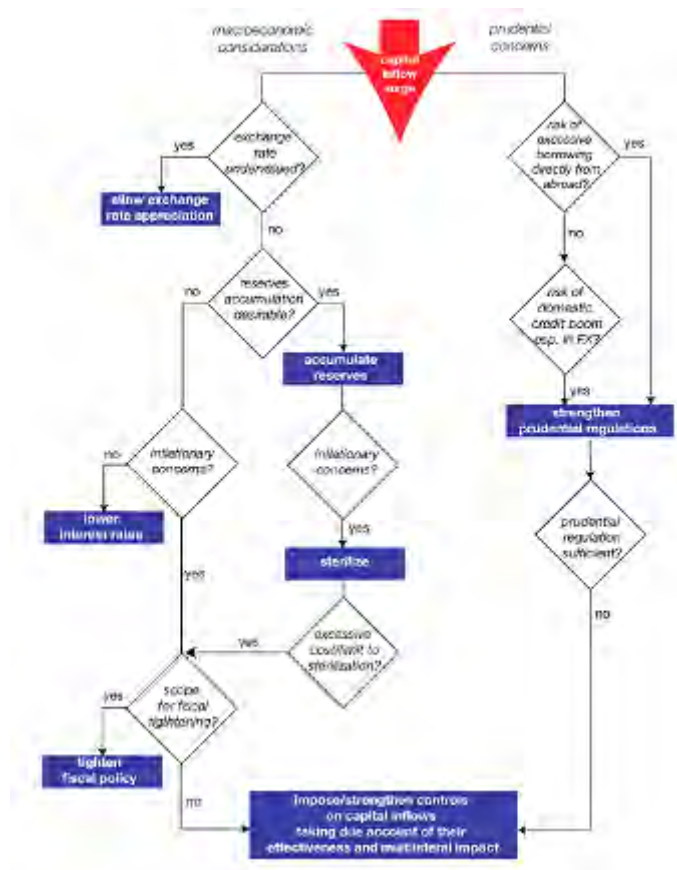 macroeconomic
considerations
prudential
concerns
capital
inflow
surge
exchange
rate
undervalued?
yes
allow exchange
rate appreciation
no
risk of
excessive
borrowing
directly from
abroad?
yes
no
reserves
accumulation
desirable?
no
yes
accumulate
reserves
risk of
domestic
credit boom
esp. in FX?
yes
strengthen
prudential regulations
inflationary
concerns?
no
lower
interest rates
yes
inflationary
concerns?
yes
sterilize
prudential
regulation
sufficient?
no
excessive
cost/limit to
sterilization?
yes
scope
for fiscal
tightening?
yes
tighten
fiscal policy
no
impose/strengthen controls
on capital inflows
taking due account of their
effectiveness and multilateral impact